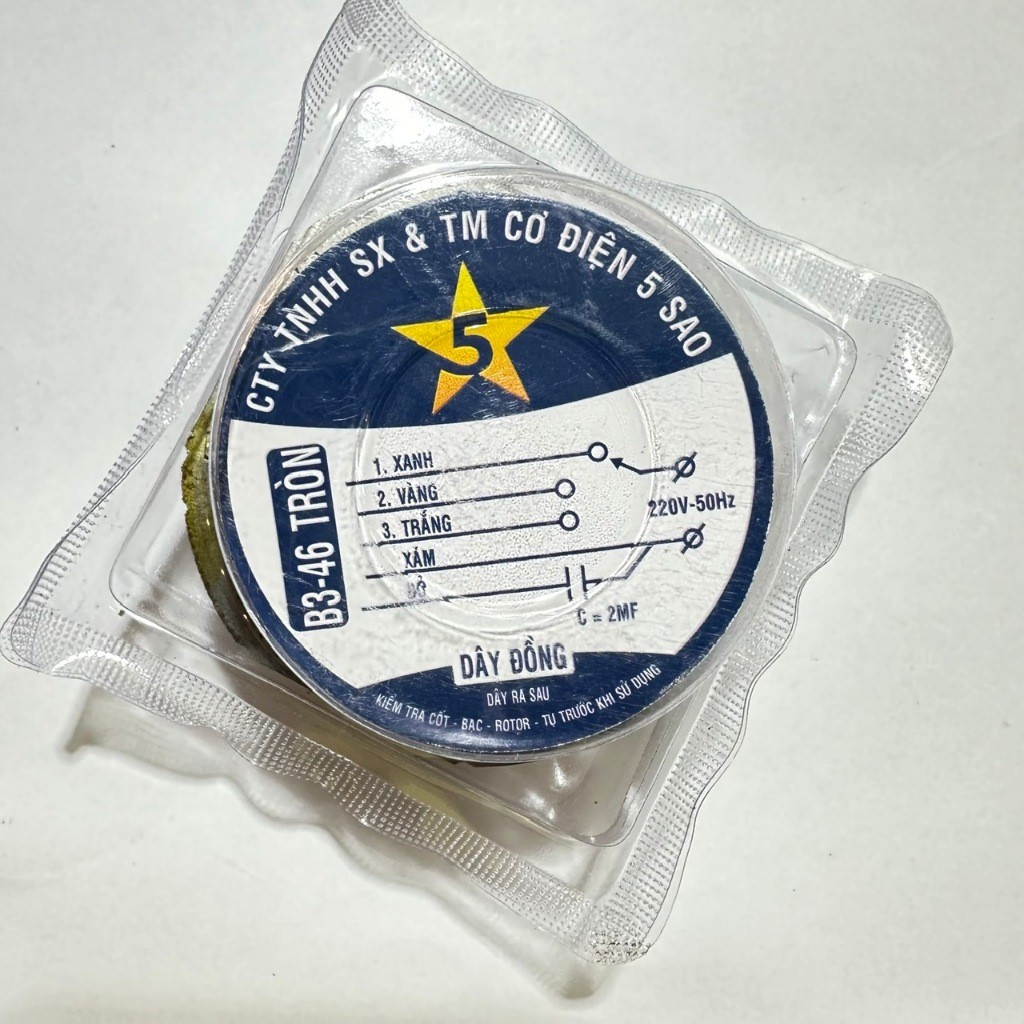 CTY TNHH SX & TM CƠ ĐIỆN 5 SAO
5
B3-46 TRÒN
1. XANH
2. VÀNG
3. TRẮNG
XÁM
ĐỎ
220V-50Hz
C = 2MF
DÂY ĐỒNG
DÂY RA SAU
KIỂM TRA CỐT - BẠC - ROTOR - TỤ TRƯỚC KHI SỬ DỤNG